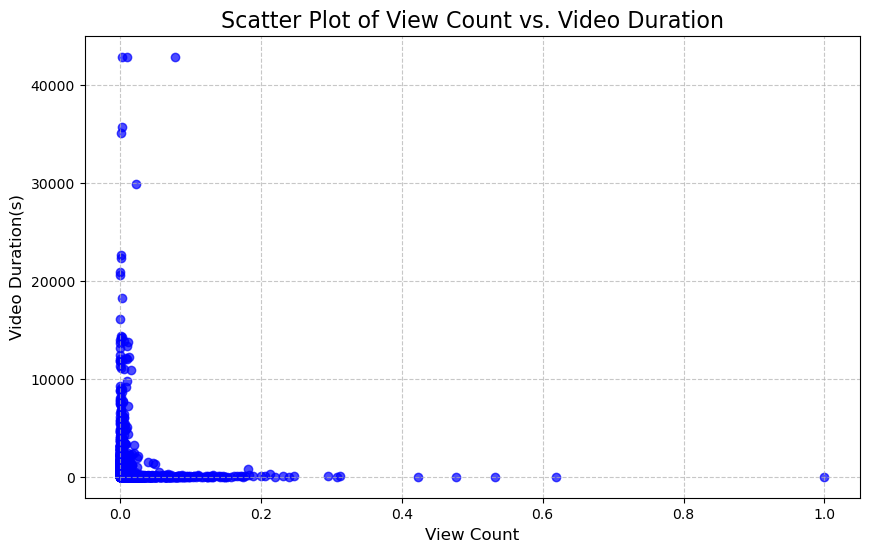 Scatter Plot of View Count vs. Video Duration
40000
30000
20000
10000
0
Video Duration(s)
0.0 0.2 0.4 0.6 0.8 1.0
View Count